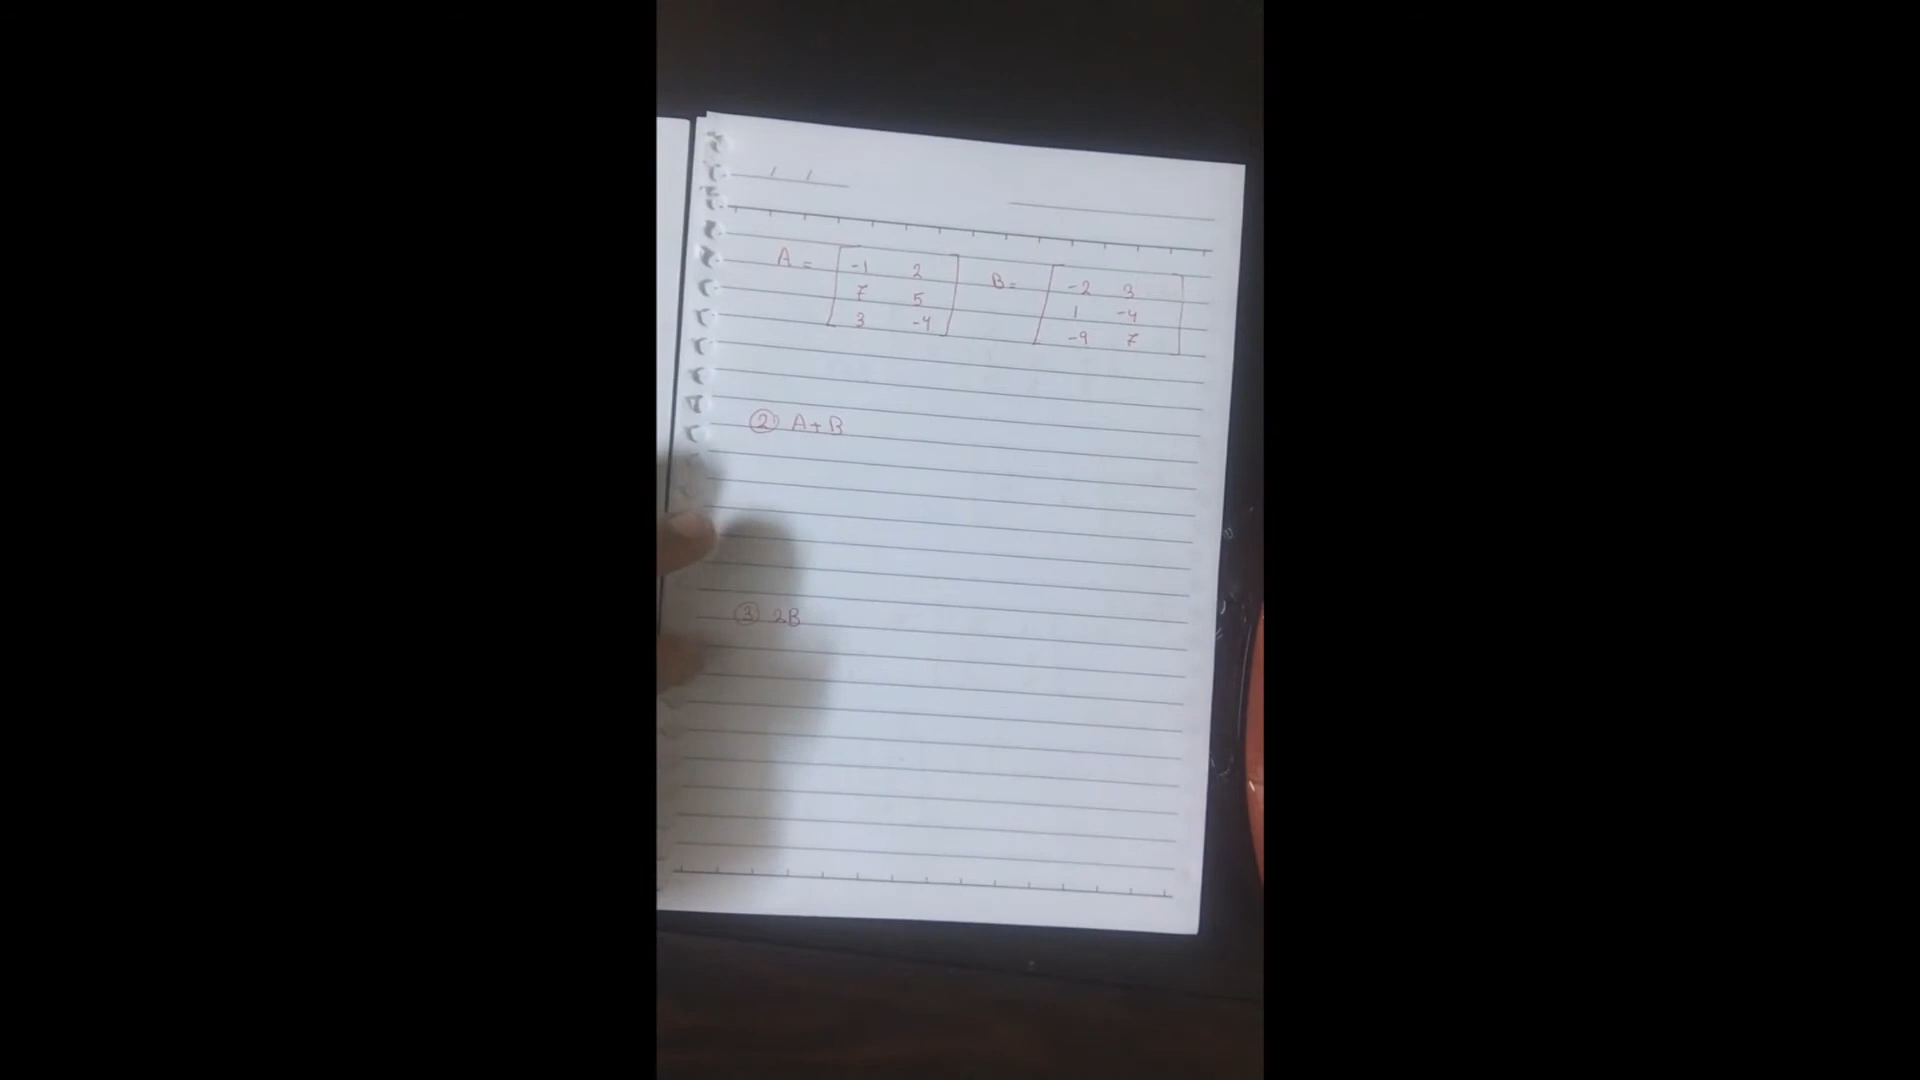 A = [ -1 2 B = [ -2 3
7 5 1 -4
3 -4 ] -9 7 ]
② A+B
③ 2B